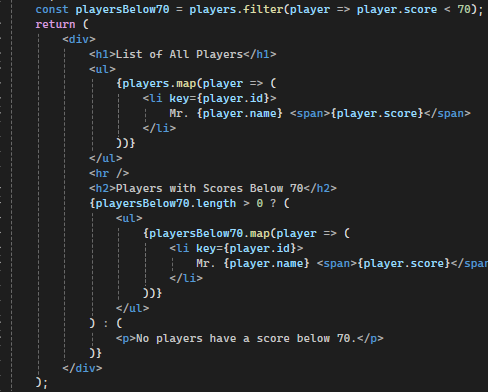 const playersBelow70 = players.filter(player => player.score < 70);
return (
<div>
<h1>List of All Players</h1>
<ul>
{players.map(player => (
<li key={player.id}>
Mr. {player.name} <span>{player.score}</span>
</li>
))}
</ul>
<hr />
<h2>Players with Scores Below 70</h2>
{playersBelow70.length > 0 ? (
<ul>
{playersBelow70.map(player => (
<li key={player.id}>
Mr. {player.name} <span>{player.score}</span
</li>
))}
</ul>
) : (
<p>No players have a score below 70.</p>
)}
</div>
);